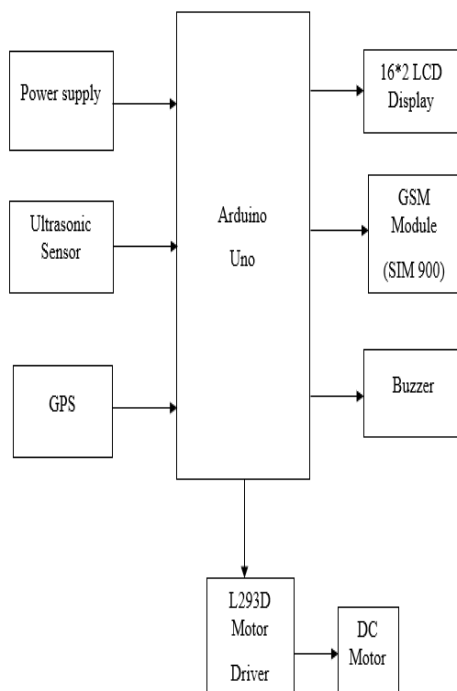 Power supply
Ultrasonic
Sensor
GPS
Arduino
Uno
16*2 LCD
Display
GSM
Module
(SIM 900)
Buzzer
L293D
Motor
Driver
DC
Motor